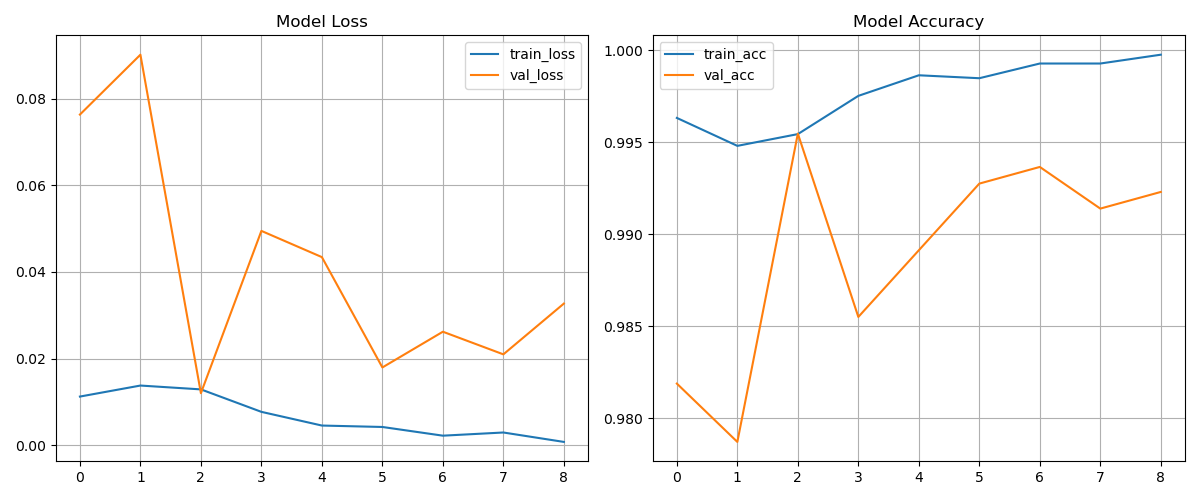 Model Loss
train_loss
val_loss
0.08
0.06
0.04
0.02
0.00
0 1 2 3 4 5 6 7 8
Model Accuracy
train_acc
val_acc
1.000
0.995
0.990
0.985
0.980
0 1 2 3 4 5 6 7 8